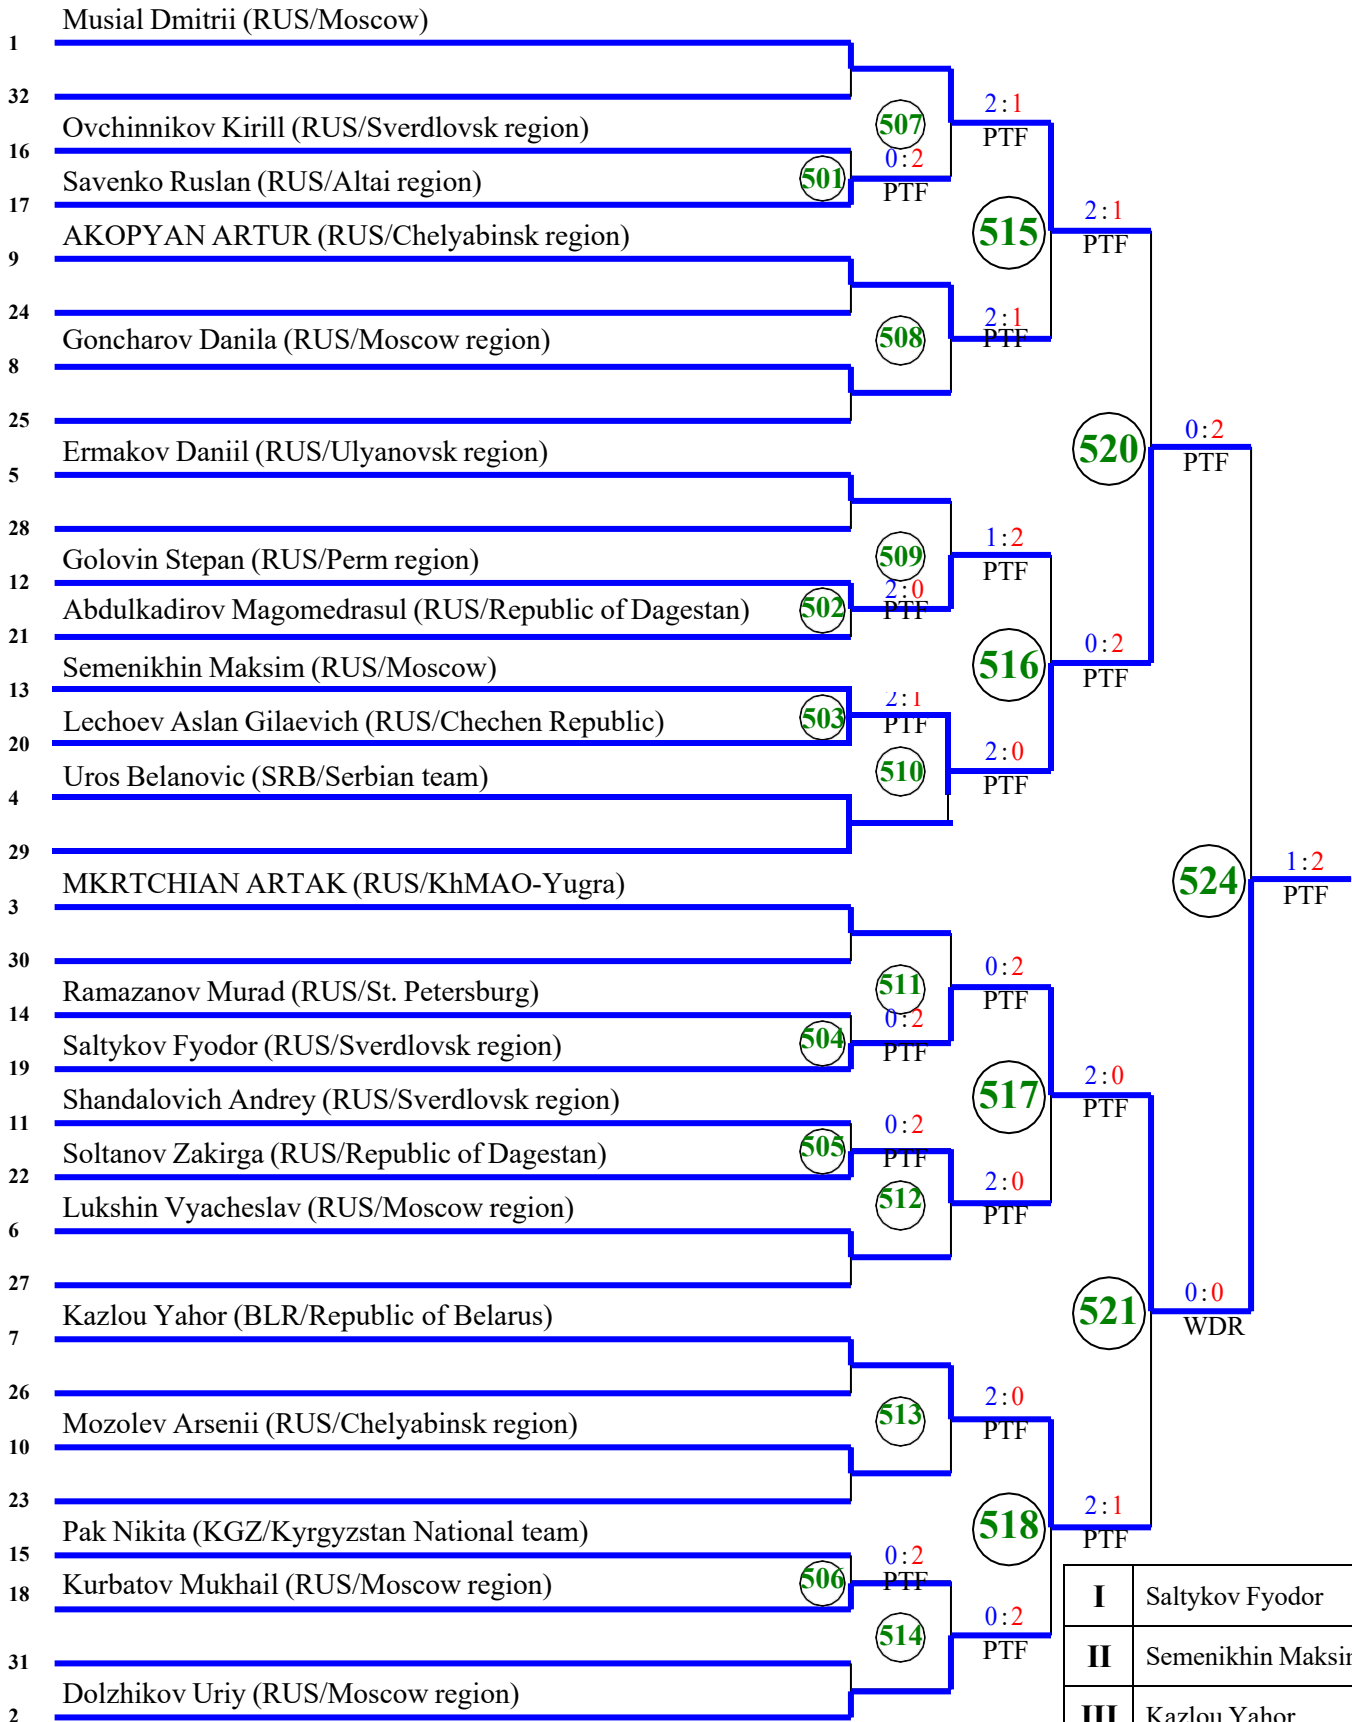 Musial Dmitrii (RUS/Moscow)
1
32
2:1
PTF
Ovchinnikov Kirill (RUS/Sverdlovsk region)
507
16
0:2
Savenko Ruslan (RUS/Altai region)
501
PTF
17
2:1
PTF
515
AKOPYAN ARTUR (RUS/Chelyabinsk region)
9
24
2:1
PTF
Goncharov Danila (RUS/Moscow region)
508
8
25
0:2
PTF
520
Ermakov Daniil (RUS/Ulyanovsk region)
5
28
1:2
PTF
Golovin Stepan (RUS/Perm region)
509
12
2:0
Abdulkadirov Magomedrasul (RUS/Republic of Dagestan)
502
PTF
21
0:2
PTF
516
Semenikhin Maksim (RUS/Moscow)
13
2:1
Lechoev Aslan Gilaevich (RUS/Chechen Republic)
503
PTF
20
2:0
PTF
Uros Belanovic (SRB/Serbian team)
510
4
29
1:2
PTF
524
MKRTCHIAN ARTAK (RUS/KhMAO-Yugra)
3
30
0:2
PTF
Ramazanov Murad (RUS/St. Petersburg)
511
14
0:2
Saltykov Fyodor (RUS/Sverdlovsk region)
504
PTF
19
2:0
PTF
517
Shandalovich Andrey (RUS/Sverdlovsk region)
11
0:2
Soltanov Zakirga (RUS/Republic of Dagestan)
505
PTF
22
2:0
PTF
Lukshin Vyacheslav (RUS/Moscow region)
512
6
27
0:0
WDR
521
Kazlou Yahor (BLR/Republic of Belarus)
7
26
2:0
PTF
Mozolev Arsenii (RUS/Chelyabinsk region)
513
10
23
2:1
PTF
518
Pak Nikita (KGZ/Kyrgyzstan National team)
15
0:2
Kurbatov Mukhail (RUS/Moscow region)
506
PTF
18
0:2
PTF
514
31
Dolzhikov Uriy (RUS/Moscow region)
2
I Saltykov Fyodor
II Semenikhin
III Kazlou Yahor